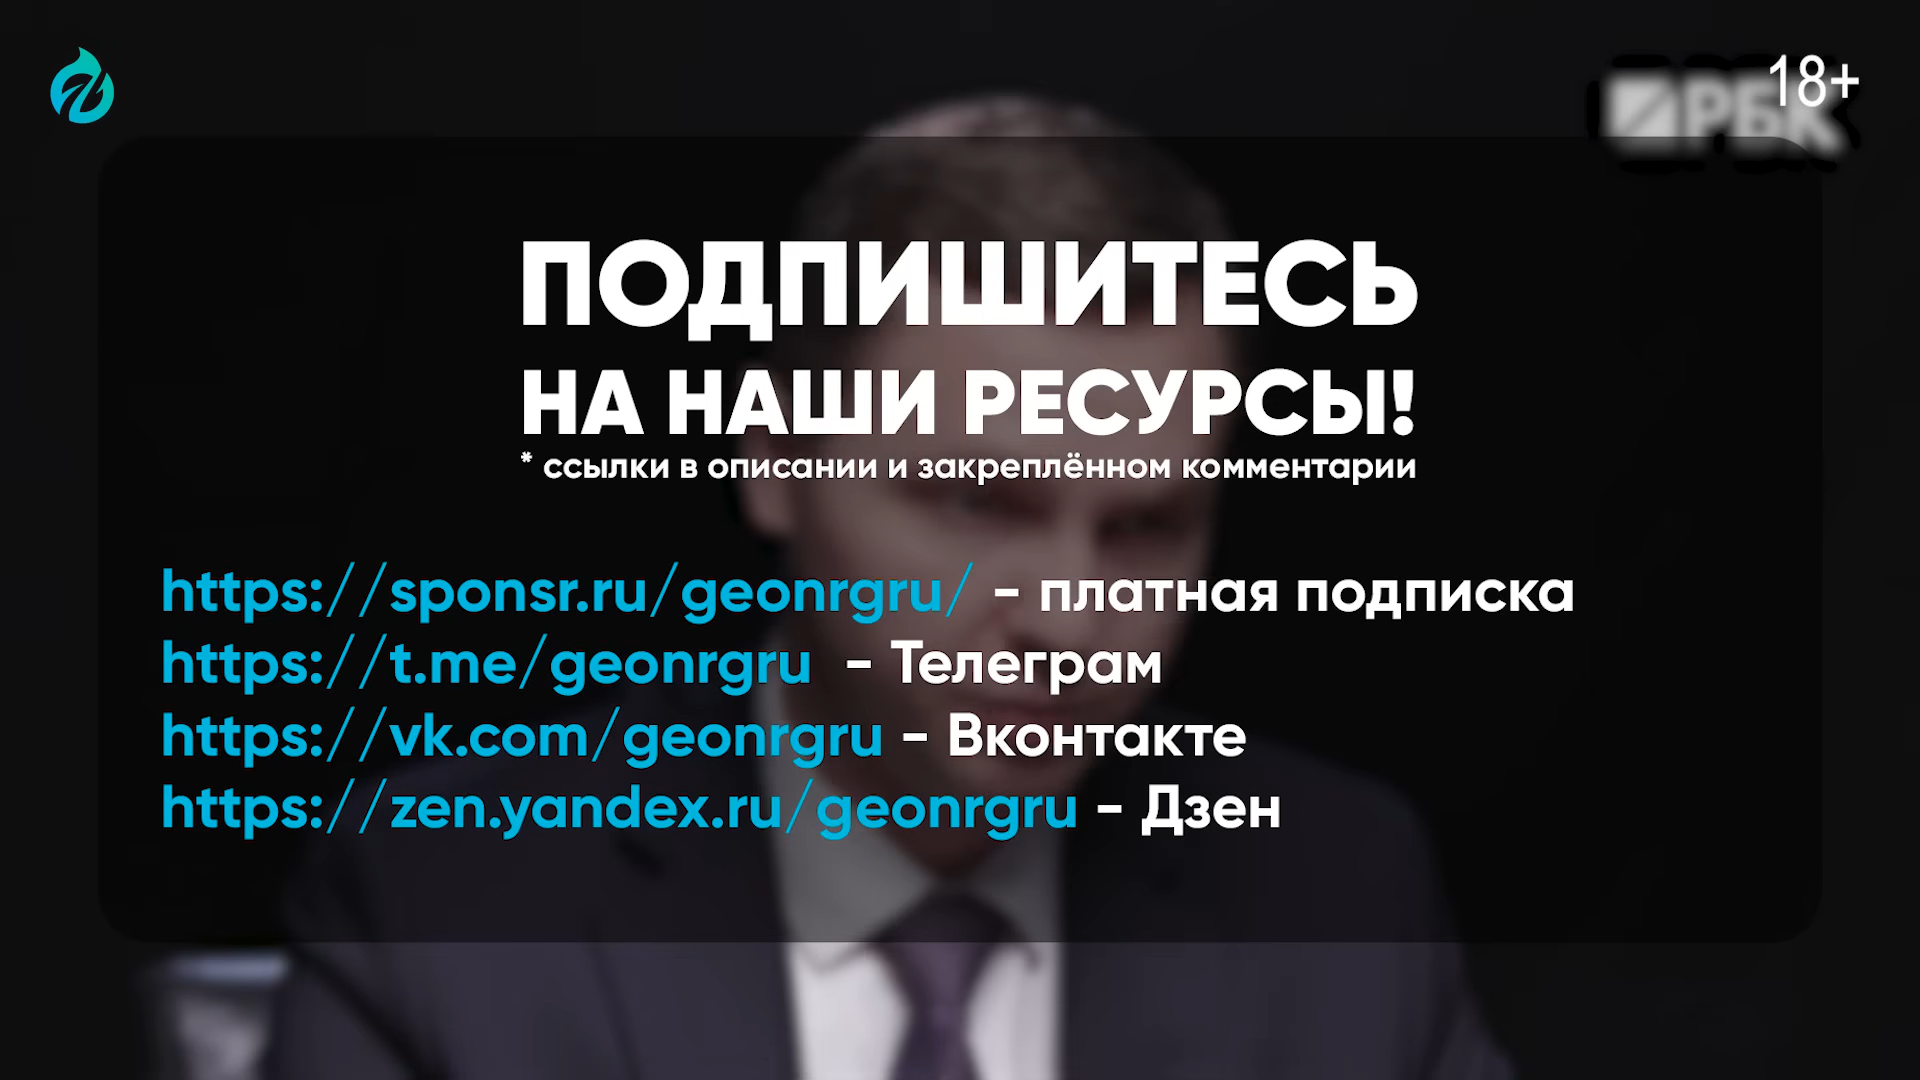 18+
РБК
ПОДПИШИТЕСЬ
НА НАШИ РЕСУРСЫ!
* ссылки в описании и закреплённом комментарии
https://sponsr.ru/geonrgru/ - платная подписка
https://t.me/geonrgru - Телеграм
https://vk.com/geonrgru - Вконтакте
https://zen.yandex.ru/geonrgru - Дзен